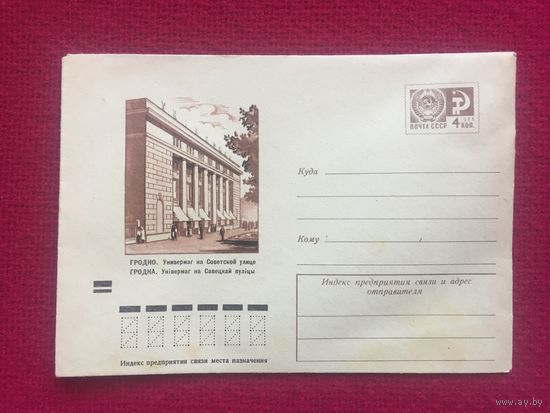 ПОЧТА СССР
4 КОП.
Куда
Кому
ГРОДНО. Универмаг на Советской улице
ГРОДНА. Універмаг на Савецкай вуліцы
Индекс предприятия связи и адрес
отправителя
Индекс предприятия связи места назначения
www.ay.by